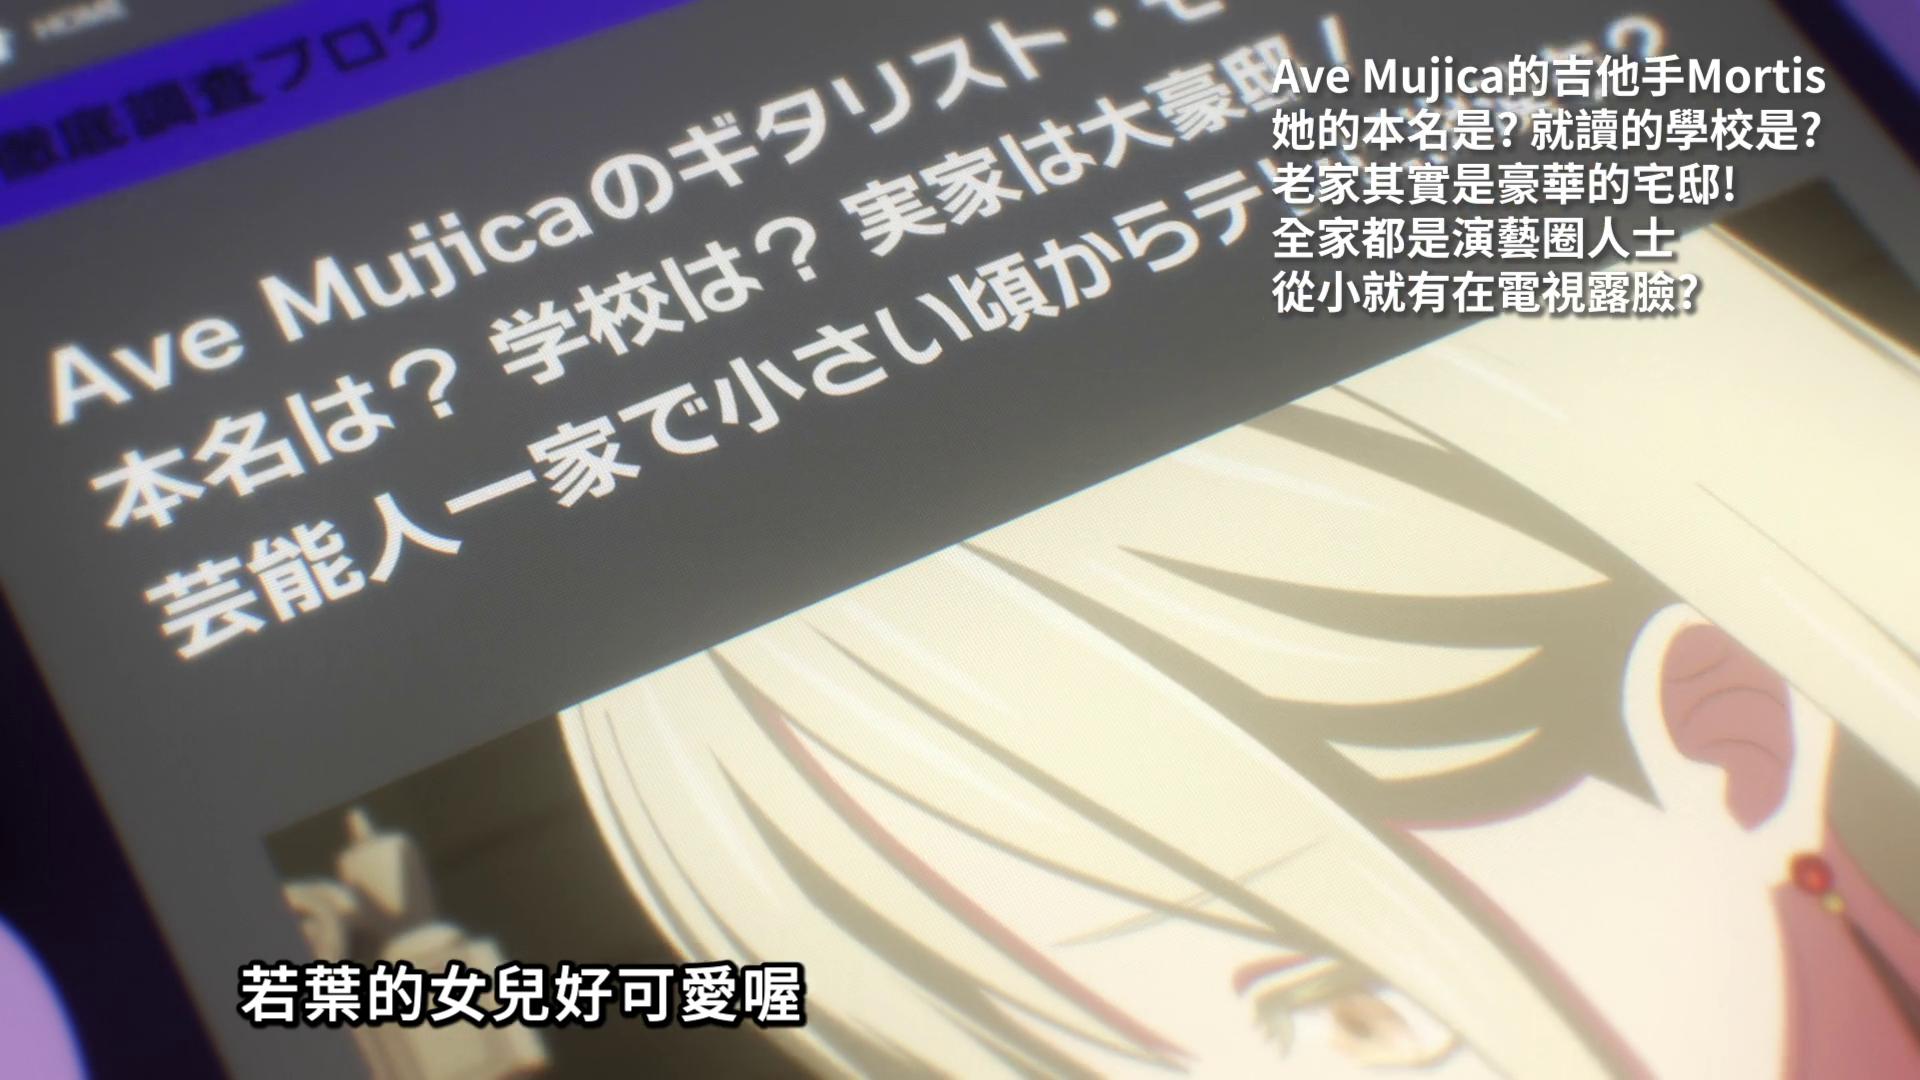 HOME
徹底調査ブログ
Ave Mujicaのギタリスト・モ
本名は？ 学校は？ 実家は大豪邸！
芸能人一家で小さい頃からテ
Ave Mujica的吉他手Mortis
她的本名是? 就讀的學校是?
老家其實是豪華的宅邸!
全家都是演藝圈人士
從小就有在電視露臉?
若葉的女兒好可愛喔